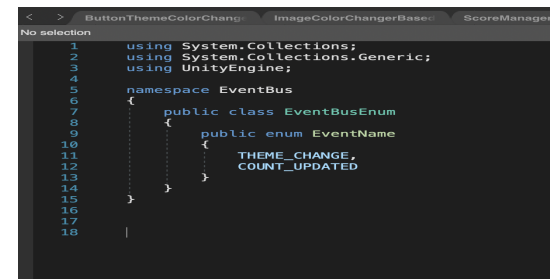 < > ButtonThemeColorChange ImageColorChangerBased ScoreManager
No selection
1 using System.Collections;
2 using System.Collections.Generic;
3 using UnityEngine;
4
5 namespace EventBus
6 {
7 public class EventBusEnum
8 {
9 public enum EventName
10 {
11 THEME_CHANGE,
12 COUNT_UPDATED
13 }
14 }
15 }
16
17
18